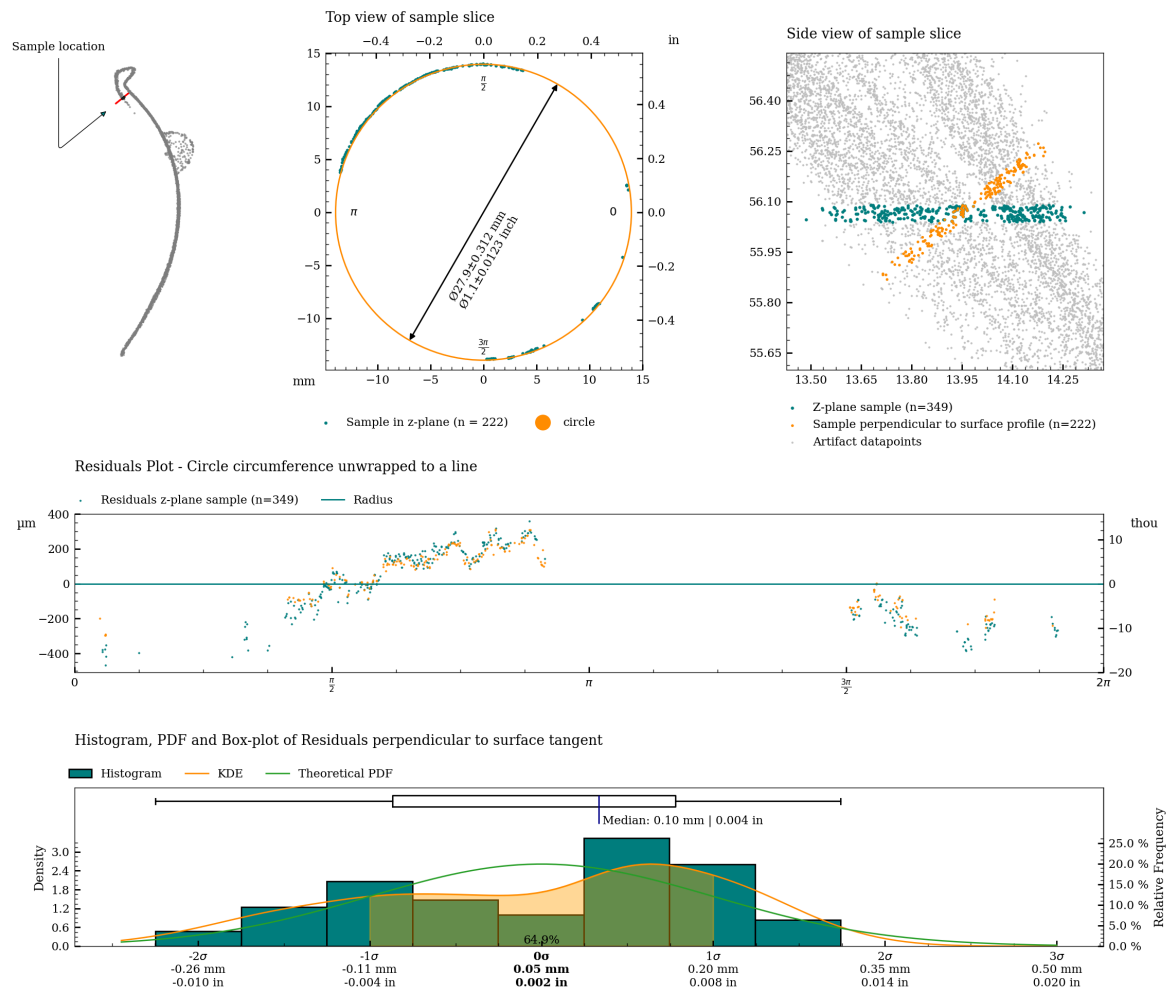 Sample location
Top view of sample slice
−0.4 −0.2 0.0 0.2 0.4 in
15
10
5
0
−5
−10
mm
−10 −5 0 5 10 15
0.4
0.2
0.0
−0.2
−0.4
π/2
π
0
3π/2
Ø27.9±0.312 mm
Ø1.1±0.0123 inch
Sample in z-plane (n = 222)
circle
Side view of sample slice
56.40
56.25
56.10
55.95
55.80
55.65
13.50 13.65 13.80 13.95 14.10 14.25
Z-plane sample (n=349)
Sample perpendicular to surface profile (n=222)
Artifact datapoints
Residuals Plot - Circle circumference unwrapped to a line
Residuals z-plane sample (n=349)
Radius
µm
400
200
0
−200
−400
thou
10
0
−10
−20
0 π/2 π 3π/2 2π
Histogram, PDF and Box-plot of Residuals perpendicular to surface tangent
Histogram
KDE
Theoretical PDF
Median: 0.10 mm | 0.004 in
Density
3.0
2.4
1.8
1.2
0.6
0.0
Relative Frequency
25.0 %
20.0 %
15.0 %
10.0 %
5.0 %
0.0 %
64.9%
-2σ -1σ 0σ 1σ 2σ 3σ
-0.26 mm -0.11 mm 0.05 mm 0.20 mm 0.35 mm 0.50 mm
-0.010 in -0.004 in 0.002 in 0.008 in 0.014 in 0.020 in